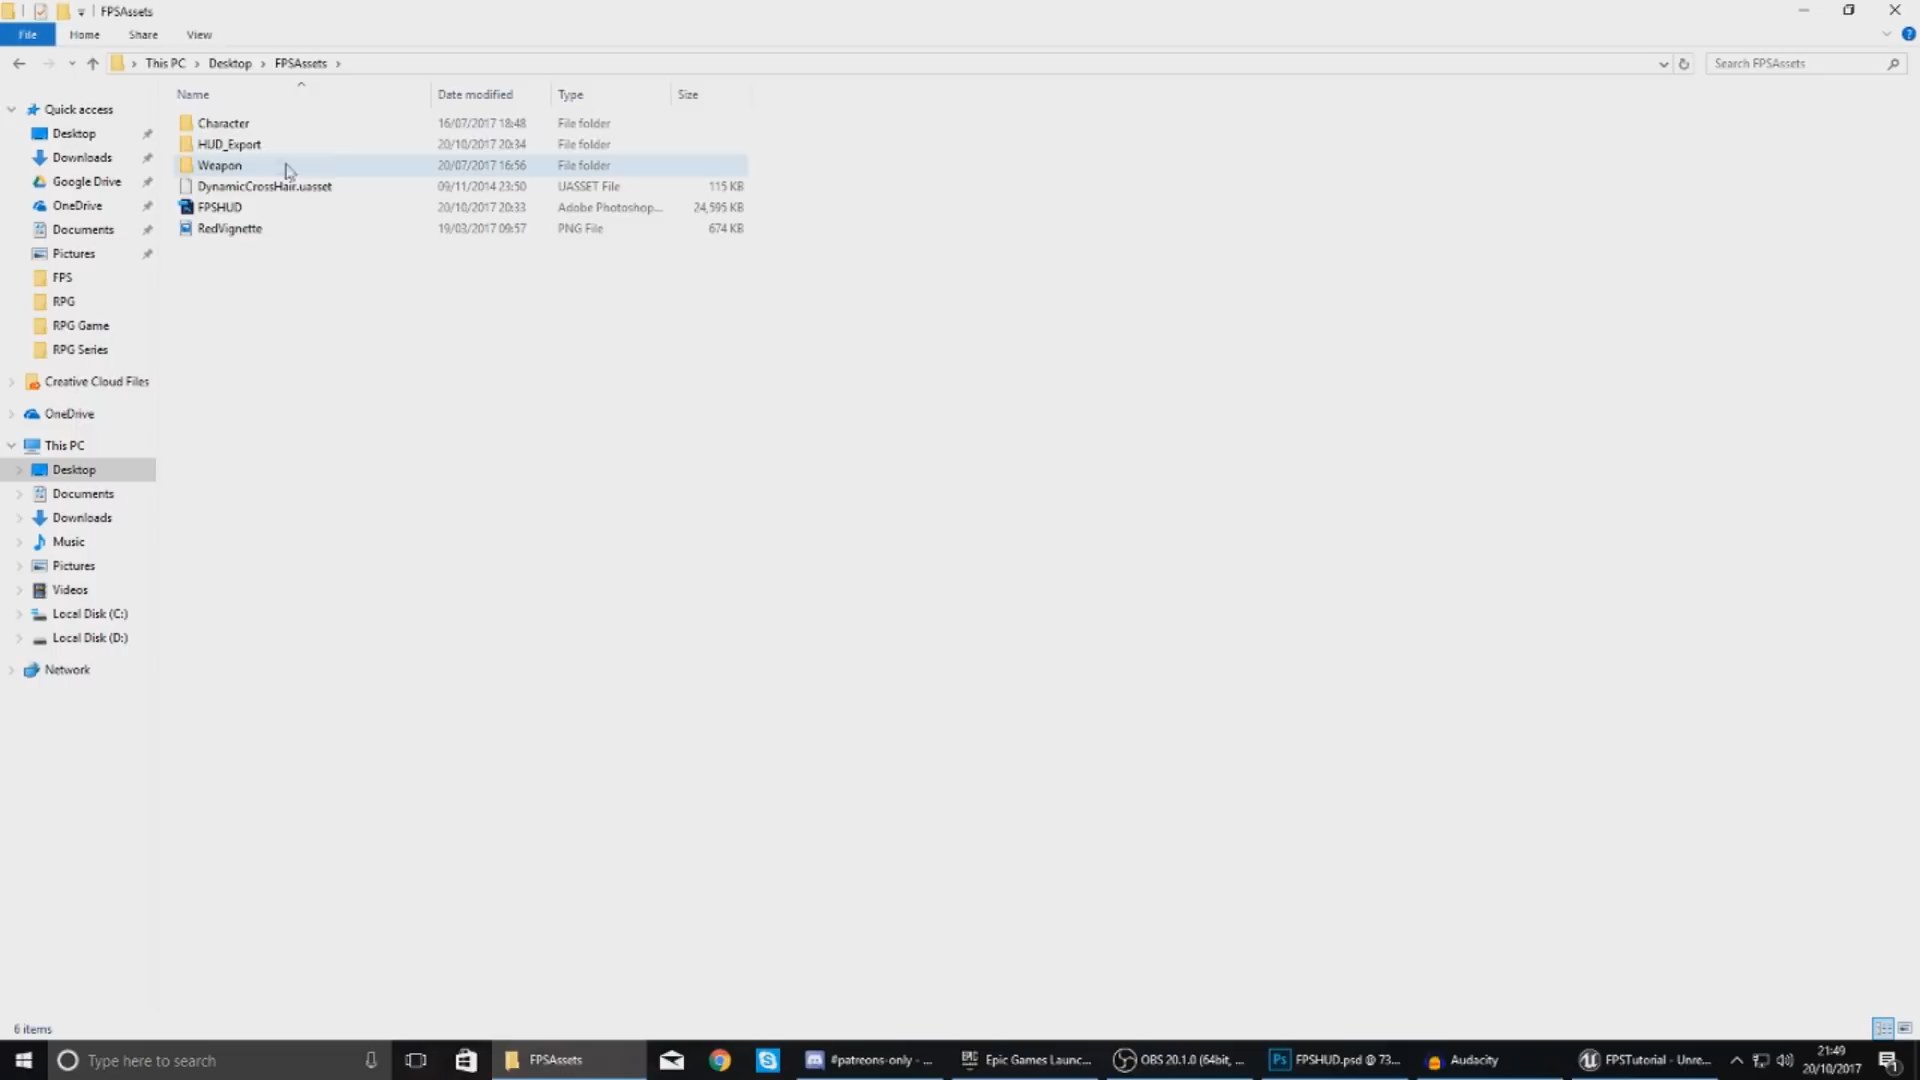 FPSAssets
File Home Share View
This PC Desktop FPSAssets
Search FPSAssets
Name Date modified Type Size
Character 16/07/2017 18:48 File folder
HUD_Export 20/10/2017 20:34 File folder
Weapon 20/07/2017 16:56 File folder
DynamicCrossHair.uasset 09/11/2014 23:50 UASSET File 115 KB
FPSHUD 20/10/2017 20:33 Adobe Photoshop... 24,595 KB
RedVignette 19/03/2017 09:57 PNG File 674 KB
Quick access
Desktop
Downloads
Google Drive
OneDrive
Documents
Pictures
FPS
RPG
RPG Game
RPG Series
Creative Cloud Files
OneDrive
This PC
Desktop
Documents
Downloads
Music
Pictures
Videos
Local Disk (C:)
Local Disk (D:)
Network
6 items
Type here to search
FPSAssets
#patreons-only - ...
Epic Games Launc...
OBS 20.1.0 (64bit, ...
Ps FPSHUD.psd @ 73...
Audacity
FPSTutorial - Unre...
21:49
20/10/2017